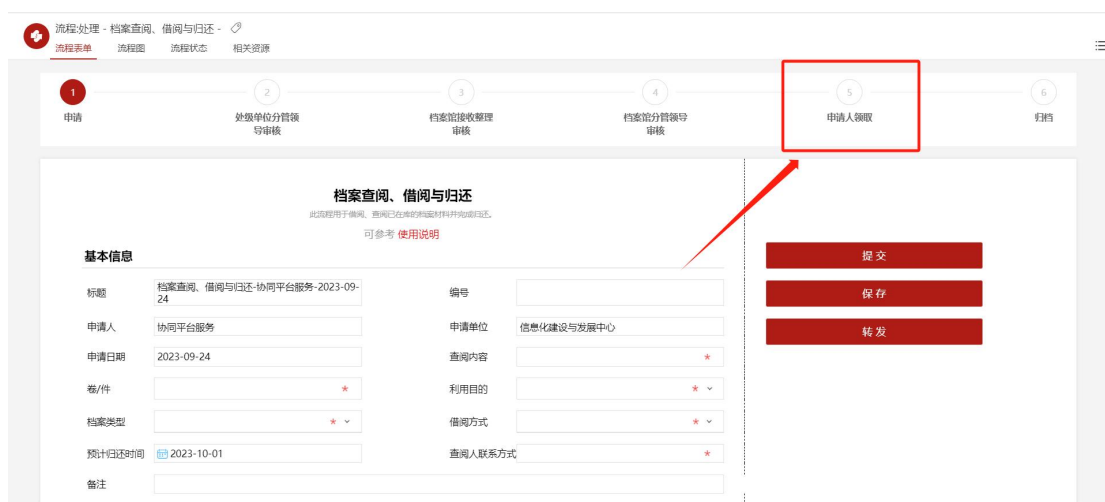 流程:处理 - 档案查阅、借阅与归还 -
流程表单 流程图 流程状态 相关资源
1 2 3 4 5 6
申请 处级单位分管领导审核 档案馆接收整理审核 档案馆分管领导审核 申请人领取 归档
档案查阅、借阅与归还
此流程用于借阅、查阅已在库的档案材料并完成归还。
可参考 使用说明
基本信息
标题 档案查阅、借阅与归还-协同平台服务-2023-09-24 编号
申请人 协同平台服务 申请单位 信息化建设与发展中心
申请日期 2023-09-24 查阅内容 *
卷/件 * 利用目的 *
档案类型 * 借阅方式 *
预计归还时间 2023-10-01 查阅人联系方式 *
备注
提交
保存
转发